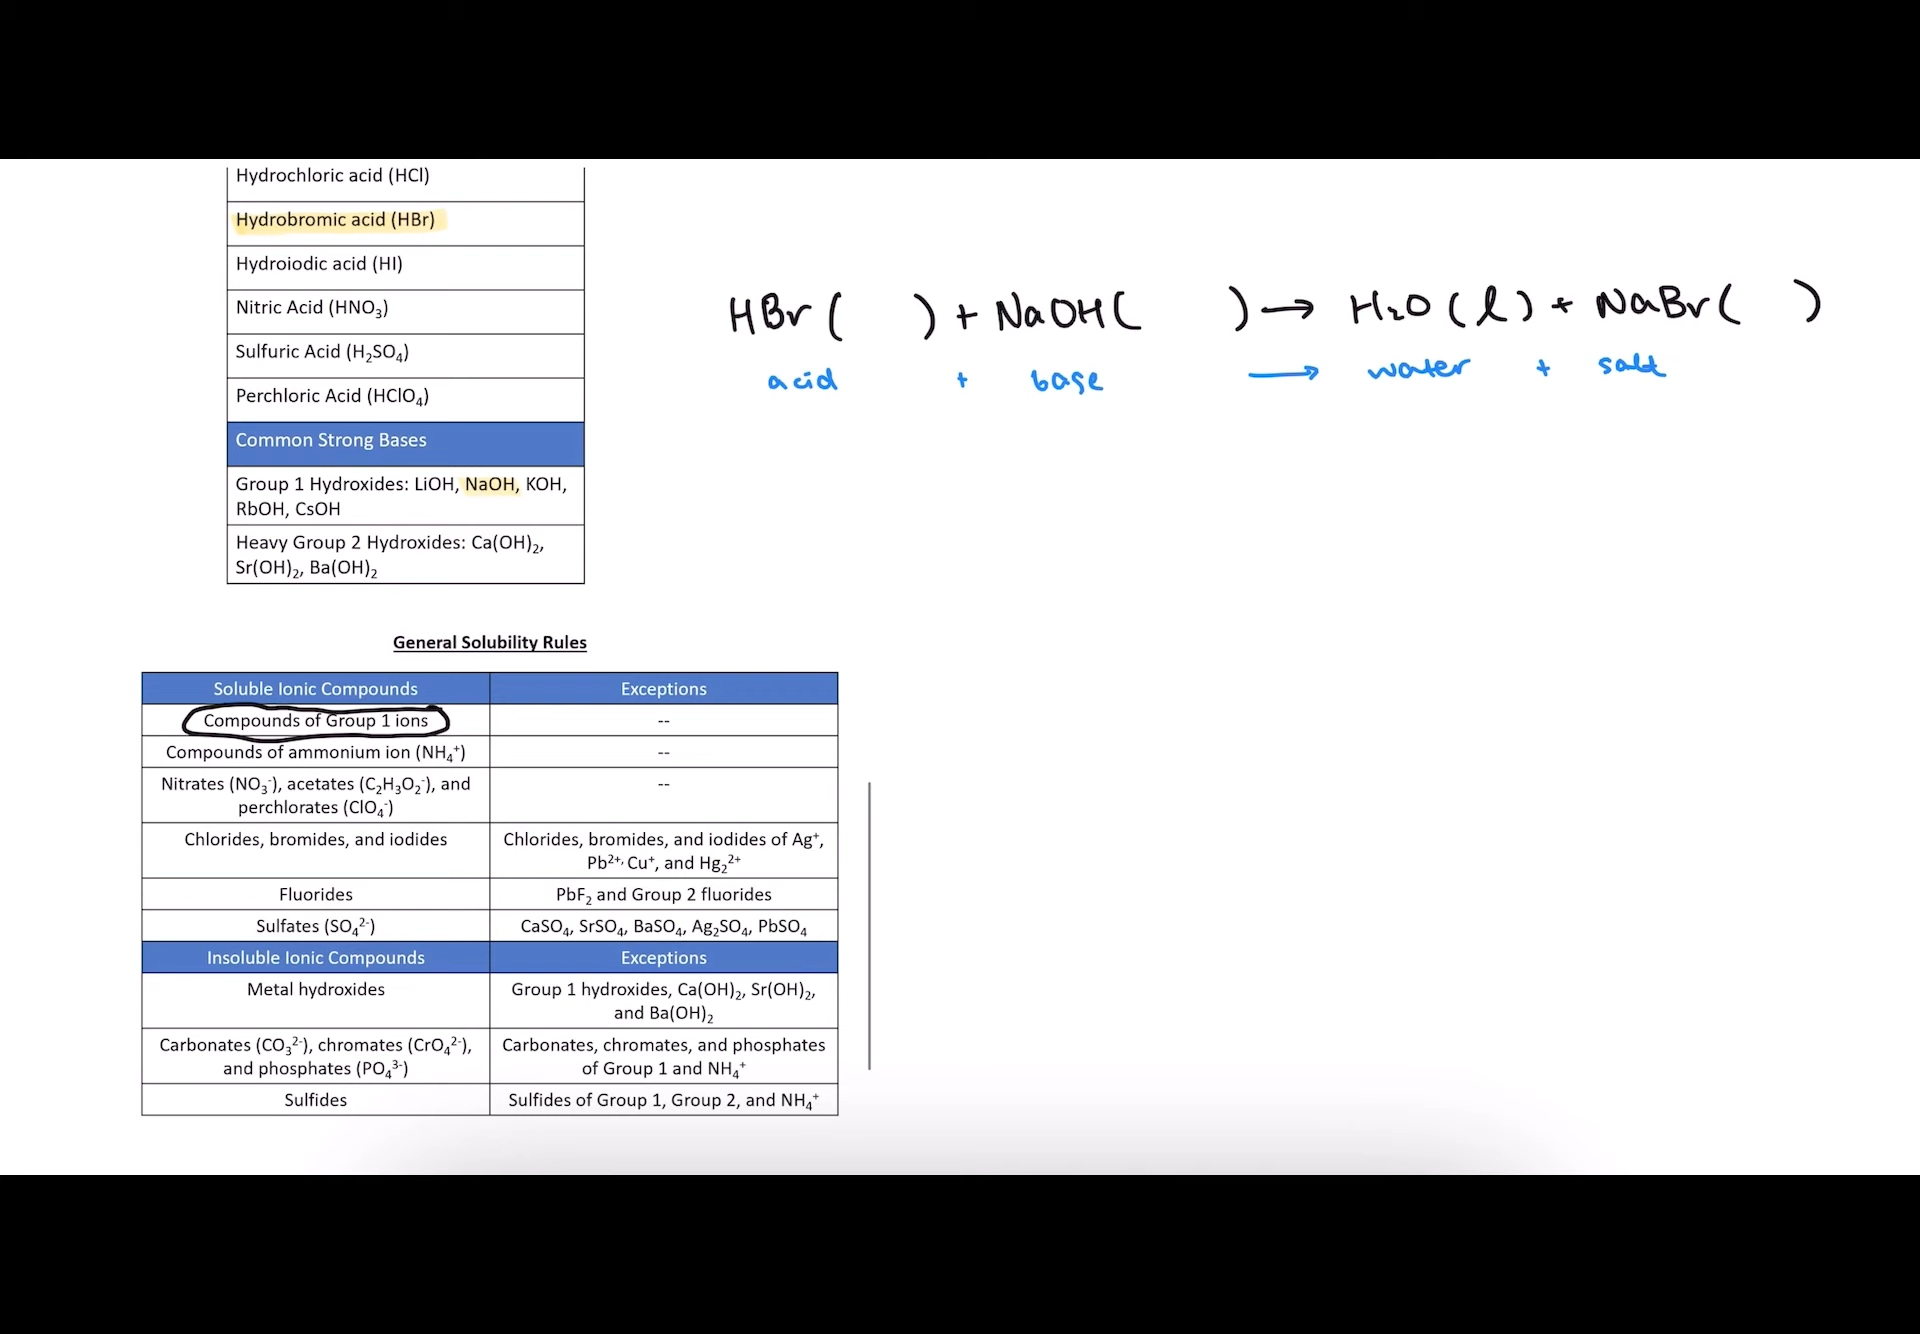 Hydrochloric acid (HCl)
Hydrobromic acid (HBr)
Hydroiodic acid (HI)
Nitric Acid (HNO₃)
Sulfuric Acid (H₂SO₄)
Perchloric Acid (HClO₄)
Common Strong Bases
Group 1 Hydroxides: LiOH, NaOH, KOH,
RbOH, CsOH
Heavy Group 2 Hydroxides: Ca(OH)₂,
Sr(OH)₂, Ba(OH)₂
HBr ( ) + NaOH ( ) → H₂O (l) + NaBr ( )
acid + base → water + salt
General Solubility Rules
Soluble Ionic Compounds Exceptions
Compounds of Group 1 ions --
Compounds of ammonium ion (NH₄⁺) --
Nitrates (NO₃⁻), acetates (C₂H₃O₂⁻), and --
perchlorates (ClO₄⁻)
Chlorides, bromides, and iodides Chlorides, bromides, and iodides of Ag⁺,
Pb²⁺, Cu⁺, and Hg₂²⁺
Fluorides PbF₂ and Group 2 fluorides
Sulfates (SO₄²⁻) CaSO₄, SrSO₄, BaSO₄, Ag₂SO₄, PbSO₄
Insoluble Ionic Compounds Exceptions
Metal hydroxides Group 1 hydroxides, Ca(OH)₂, Sr(OH)₂,
and Ba(OH)₂
Carbonates (CO₃²⁻), chromates (CrO₄²⁻), Carbonates, chromates, and phosphates
and phosphates (PO₄³⁻) of Group 1 and NH₄⁺
Sulfides Sulfides of Group 1, Group 2, and NH₄⁺